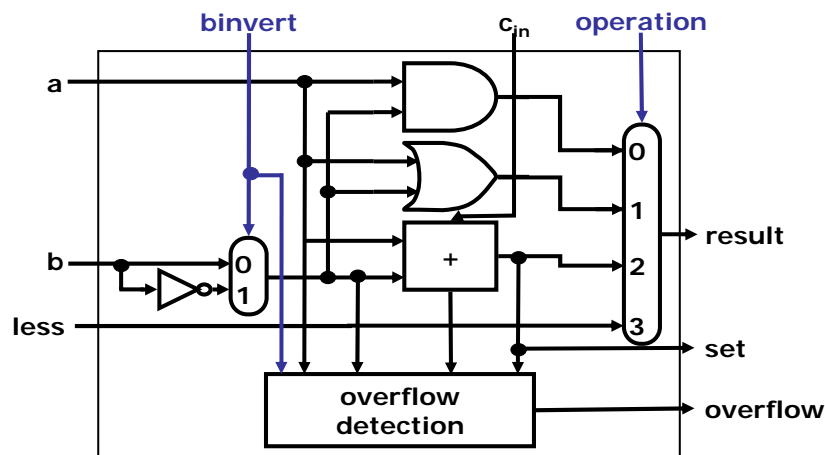 binvert
c_in
operation
a
0
1
+
b
0
1
2
result
less
3
set
overflow
detection
overflow